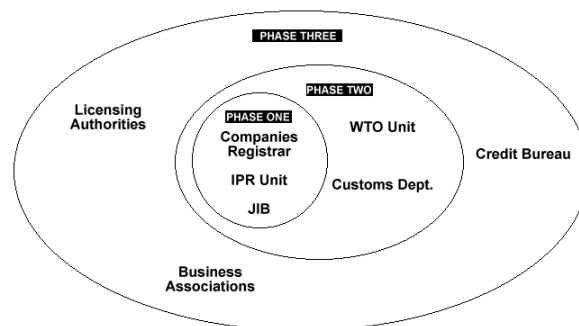 PHASE THREE
PHASE TWO
Licensing
Authorities
PHASE ONE
Companies
Registrar
WTO Unit
Credit Bureau
IPR Unit
Customs Dept.
JIB
Business
Associations